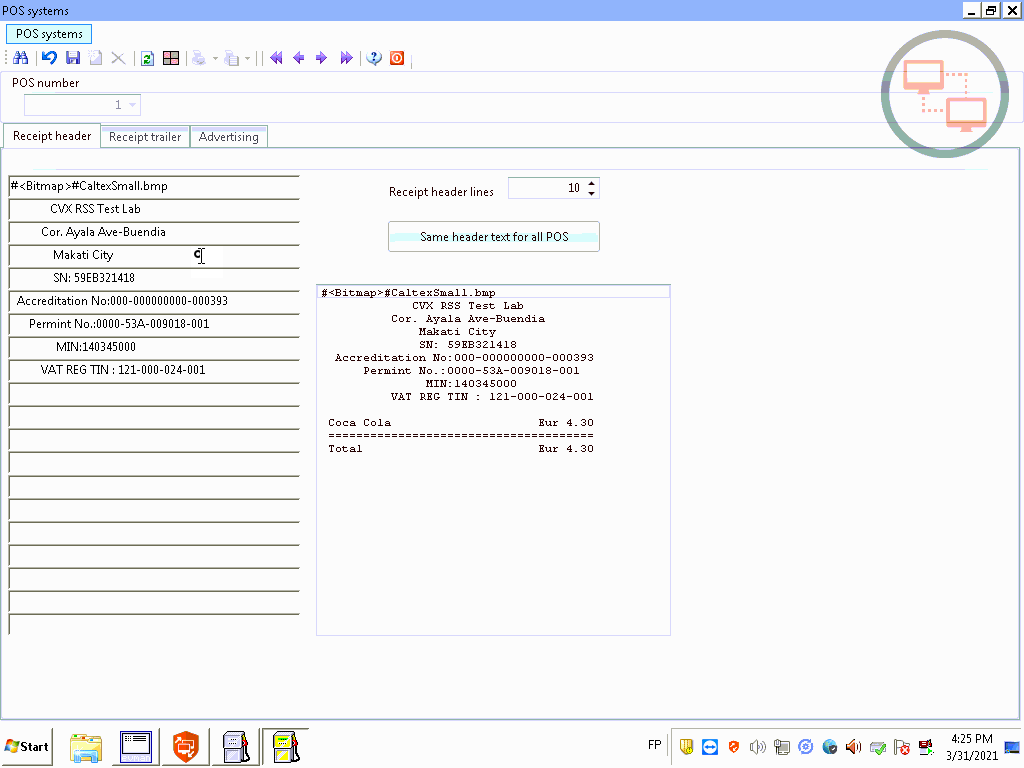 POS systems
POS systems
POS number
1
Receipt header
Receipt trailer
Advertising
#<Bitmap>#CaltexSmall.bmp
CVX RSS Test Lab
Cor. Ayala Ave-Buendia
Makati City
SN: 59EB321418
Accreditation No:000-000000000-000393
Permint No.:0000-53A-009018-001
MIN:140345000
VAT REG TIN : 121-000-024-001
Receipt header lines
10
Same header text for all POS
#<Bitmap>#CaltexSmall.bmp
CVX RSS Test Lab
Cor. Ayala Ave-Buendia
Makati City
SN: 59EB321418
Accreditation No:000-000000000-000393
Permint No.:0000-53A-009018-001
MIN:140345000
VAT REG TIN : 121-000-024-001
Coca Cola Eur 4.30
======================================
Total Eur 4.30
Start
FP
4:25 PM
3/31/2021